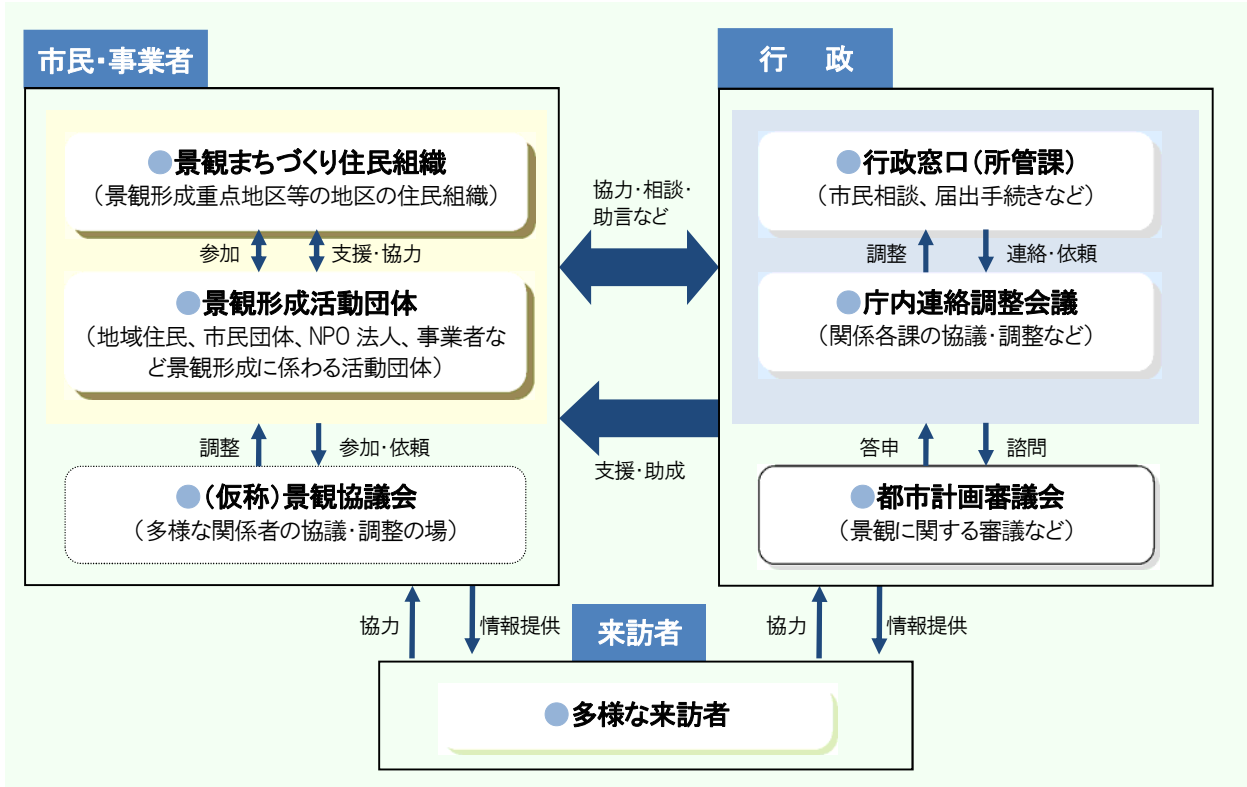 市民・事業者
●景観まちづくり住民組織
（景観形成重点地区等の地区の住民組織）
参加
支援・協力
●景観形成活動団体
（地域住民、市民団体、NPO 法人、事業者な
ど景観形成に係わる活動団体）
調整
参加・依頼
●（仮称）景観協議会
（多様な関係者の協議・調整の場）
協力・相談・
助言など
支援・助成
行　政
●行政窓口（所管課）
（市民相談、届出手続きなど）
調整
連絡・依頼
●庁内連絡調整会議
（関係各課の協議・調整など）
答申
諮問
●都市計画審議会
（景観に関する審議など）
協力
情報提供
来訪者
協力
情報提供
●多様な来訪者